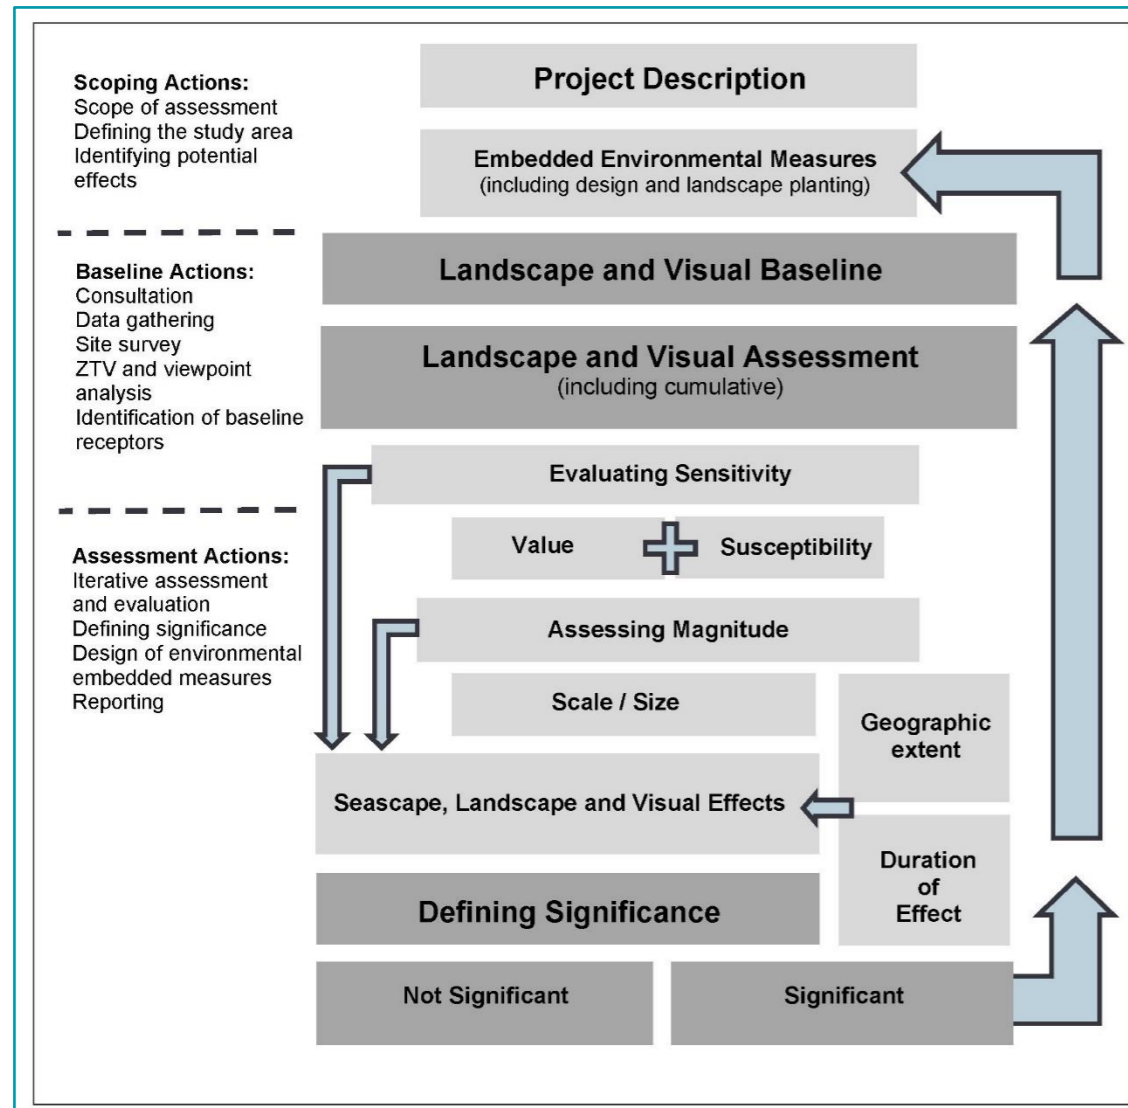 Scoping Actions:
Scope of assessment
Defining the study area
Identifying potential
effects
Project Description
Embedded Environmental Measures
(including design and landscape planting)
Baseline Actions:
Consultation
Data gathering
Site survey
ZTV and viewpoint
analysis
Identification of baseline
receptors
Landscape and Visual Baseline
Landscape and Visual Assessment
(including cumulative)
Evaluating Sensitivity
Value
Susceptibility
Assessment Actions:
Iterative assessment
and evaluation
Defining significance
Design of environmental
embedded measures
Reporting
Assessing Magnitude
Scale / Size
Geographic
extent
Seascape, Landscape and Visual Effects
Duration
of
Effect
Defining Significance
Not Significant
Significant